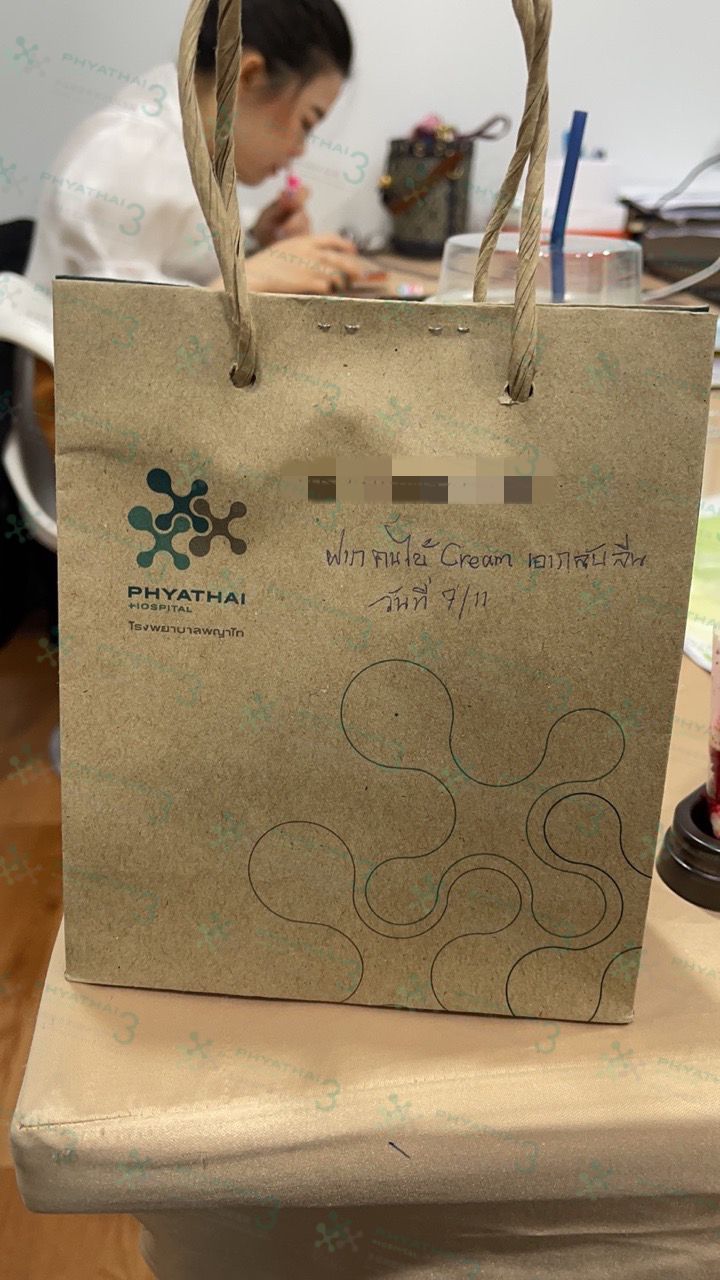 PHYATHAI
HOSPITAL
โรงพยาบาลพญาไท
ฝากคนไข้ Cream เอากลับคืน
วันที่ 7/11
PHYATHAI 3